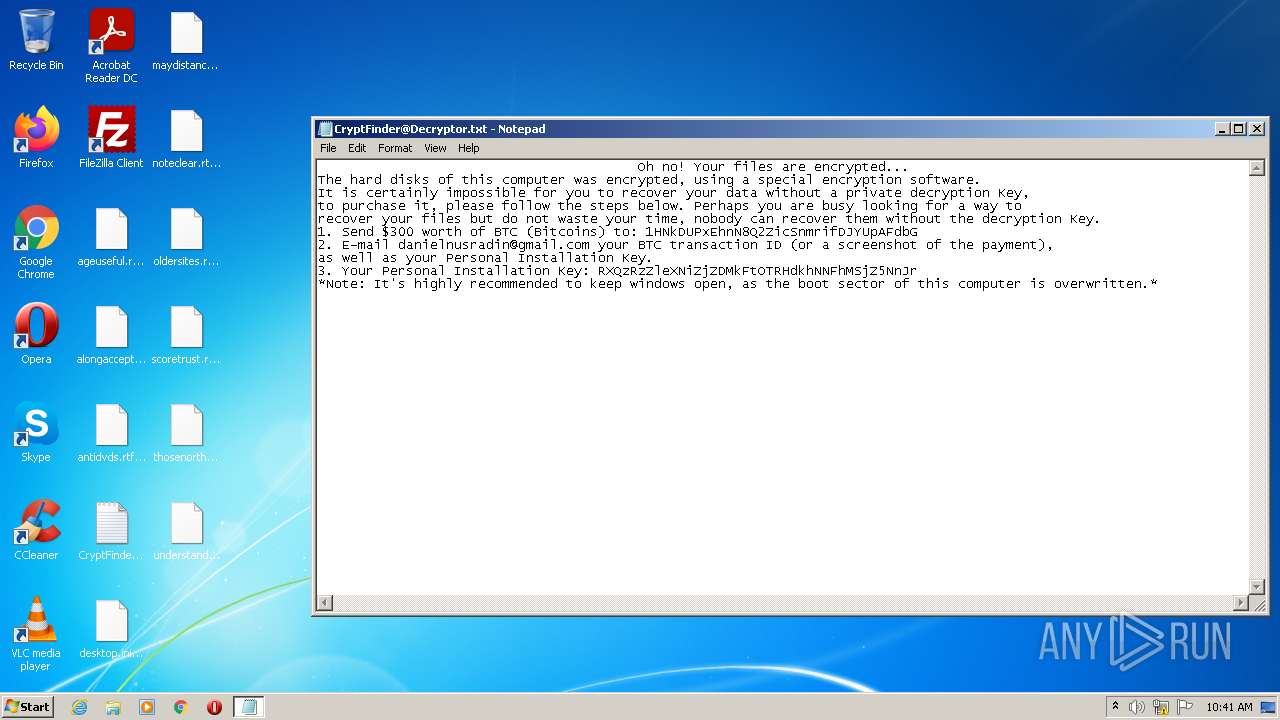 Recycle Bin
Acrobat
Reader DC
maydistanc...
Firefox
FileZilla Client
noteclear.rt...
Google
Chrome
ageuseful.r...
oldersites.r...
Opera
alongaccept...
scoretrust.r...
Skype
antidvds.rtf...
thosenorth...
CCleaner
CryptFinde...
understand...
VLC media
player
desktop.ini...
CryptFinder@Decryptor.txt - Notepad
File Edit Format View Help
Oh no! Your files are encrypted...
The hard disks of this computer was encrypted, using a special encryption software.
It is certainly impossible for you to recover your data without a private decryption Key,
to purchase it, please follow the steps below. Perhaps you are busy looking for a way to
recover your files but do not waste your time, nobody can recover them without the decryption Key.
1. Send $300 worth of BTC (Bitcoins) to: 1HNkDUPxEhnN8Q2ZicSnmrifDJYUpAFdbG
2. E-mail danielnusradin@gmail.com your BTC transaction ID (or a screenshot of the payment),
as well as your Personal Installation Key.
3. Your Personal Installation Key: RXQzRzZleXNiZjZWWkFtOTRHdkhNNFhMSjZ5NnJr
*Note: It's highly recommended to keep windows open, as the boot sector of this computer is overwritten.*
ANY RUN
Start
10:41 AM